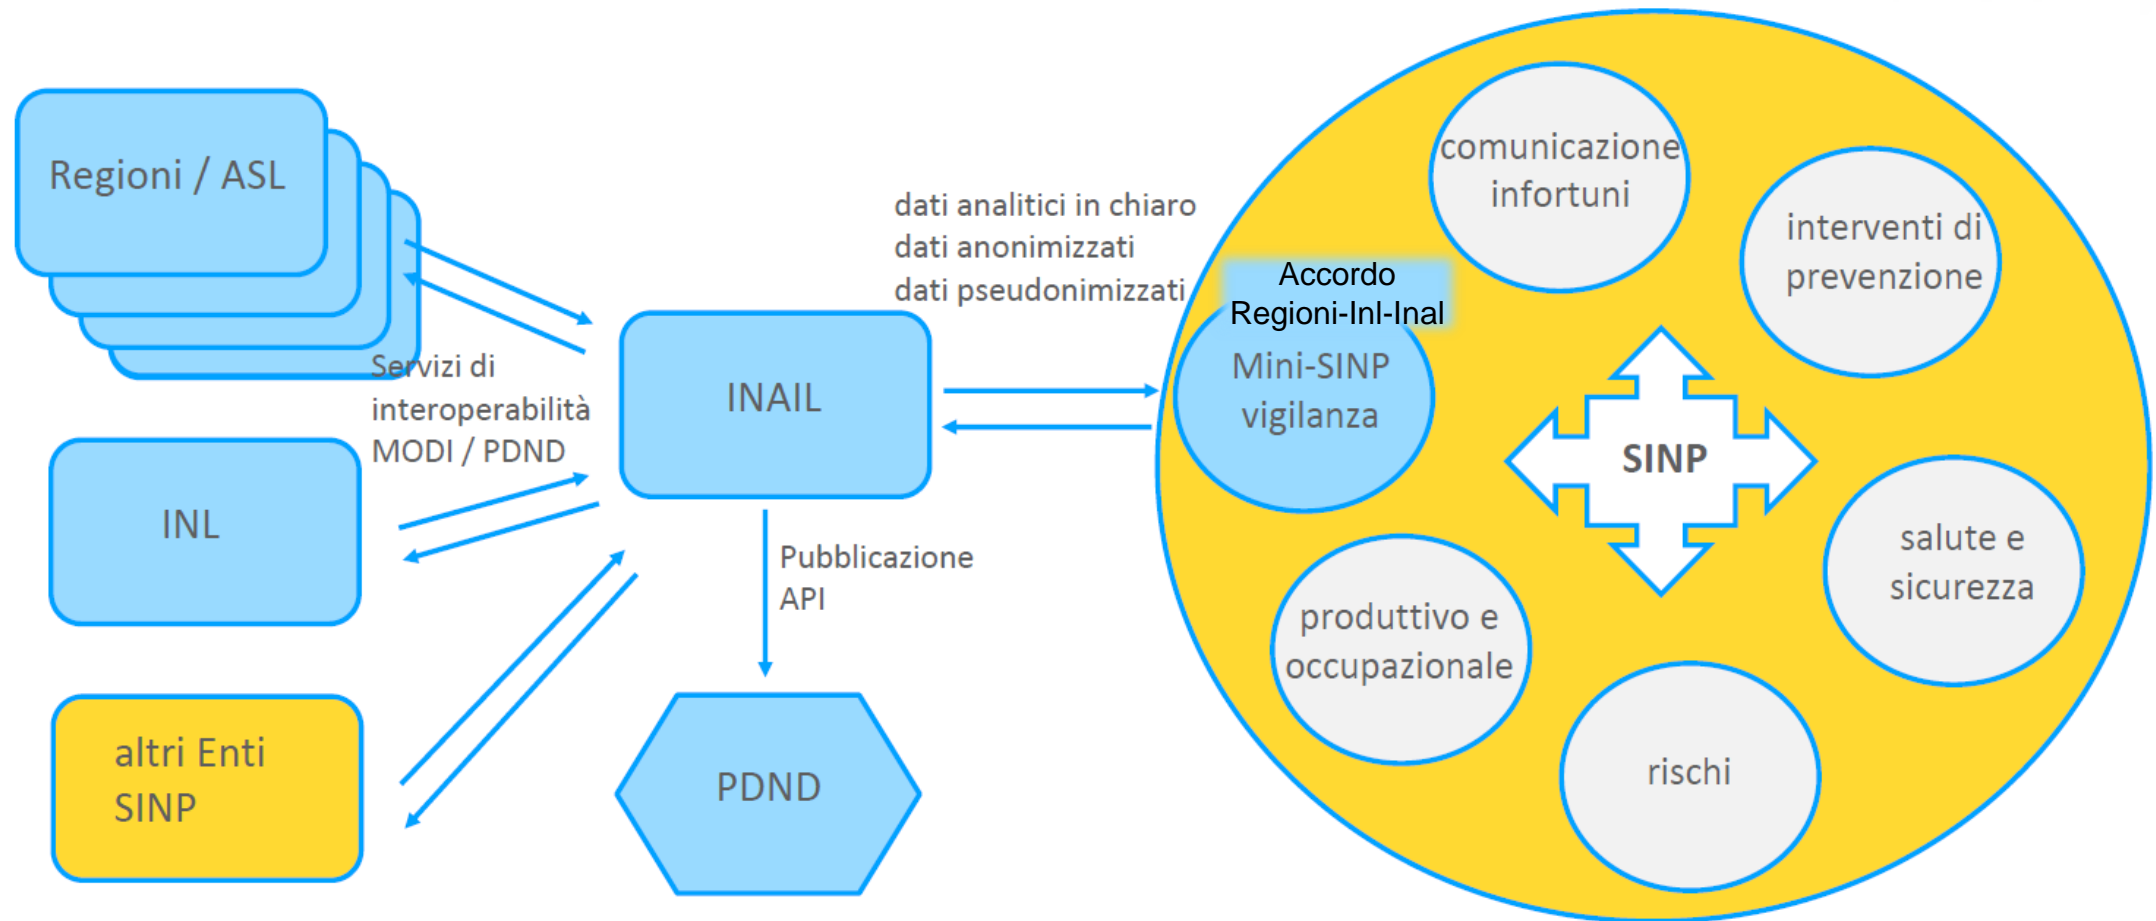 Regioni / ASL
Servizi di
interoperabilità
MODI / PDND
INL
altri Enti
SINP
INAIL
Pubblicazione
API
PDND
dati analitici in chiaro
dati anonimizzati
dati pseudonimizzati
Accordo
Regioni-Inl-Inal
Mini-SINP
vigilanza
comunicazione
infortuni
interventi di
prevenzione
SINP
salute e
sicurezza
produttivo e
occupazionale
rischi